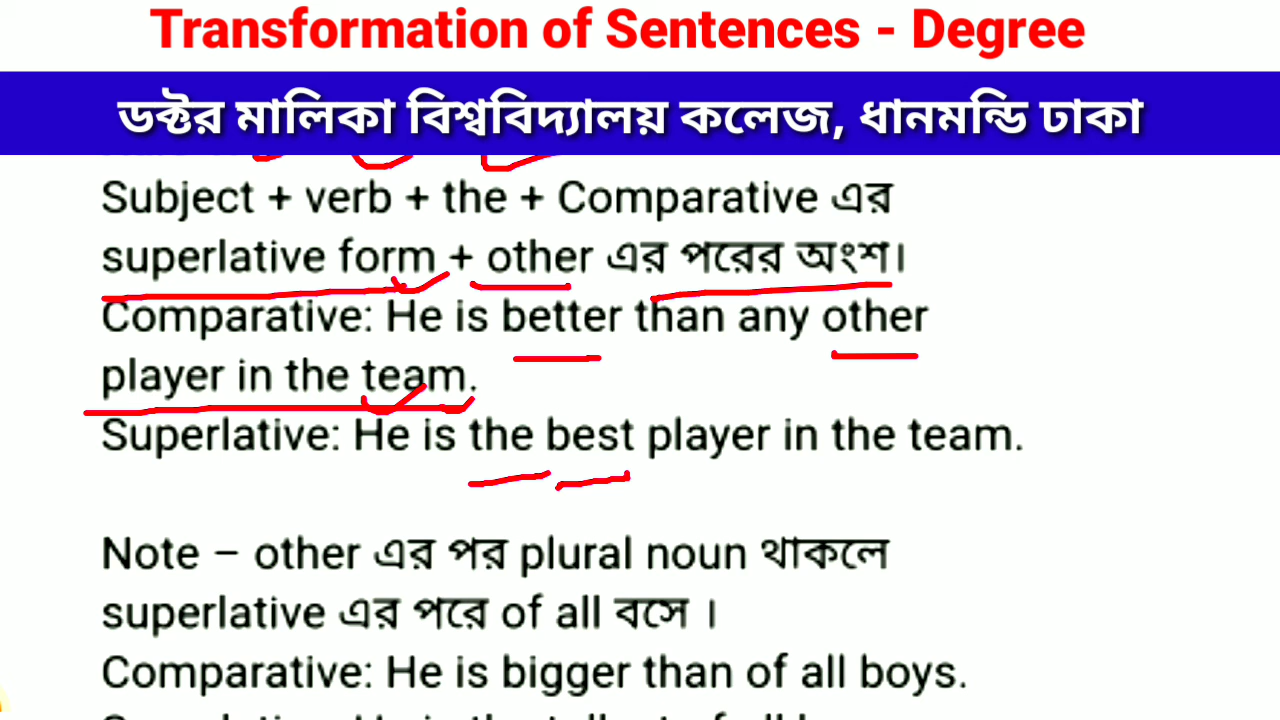 Transformation of Sentences - Degree
ডক্টর মালিকা বিশ্ববিদ্যালয় কলেজ, ধানমন্ডি ঢাকা
Subject + verb + the + Comparative এর
superlative form + other এর পরের অংশ।
Comparative: He is better than any other
player in the team.
Superlative: He is the best player in the team.
Note – other এর পর plural noun থাকলে
superlative এর পরে of all বসে ।
Comparative: He is bigger than of all boys.